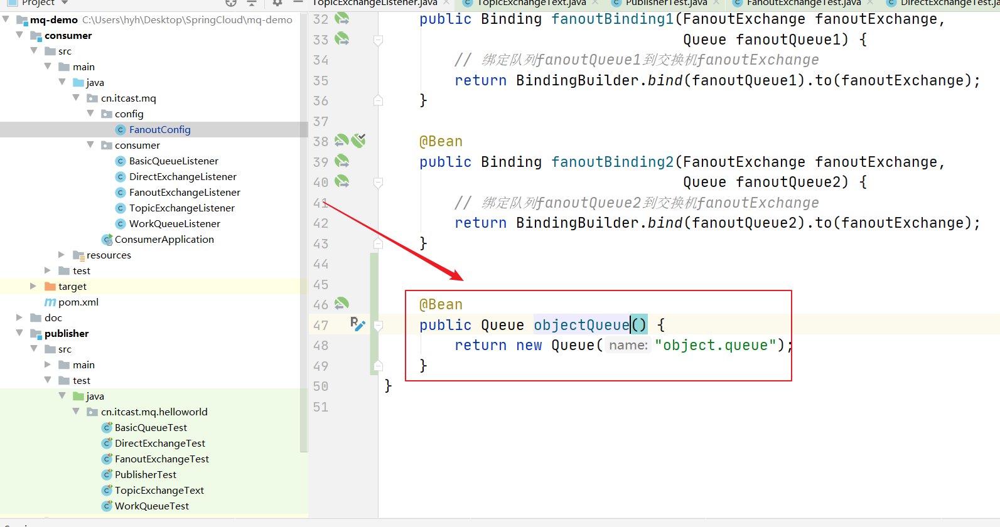 Project
TopicExchangeListener.java
TopicExchangeText.java
PublisherTest.java
FanoutExchangeTest.java
DirectExchangeTest.ja
mq-demo C:\Users\hyh\Desktop\SpringCloud\mq-demo
consumer
src
main
java
cn.itcast.mq
config
FanoutConfig
consumer
BasicQueueListener
DirectExchangeListener
FanoutExchangeListener
TopicExchangeListener
WorkQueueListener
ConsumerApplication
resources
test
target
pom.xml
doc
publisher
src
main
test
java
cn.itcast.mq.helloworld
BasicQueueTest
DirectExchangeTest
FanoutExchangeTest
PublisherTest
TopicExchangeText
WorkQueueTest
32 public Binding fanoutBinding1(FanoutExchange fanoutExchange,
33 Queue fanoutQueue1) {
34 // 绑定队列fanoutQueue1到交换机fanoutExchange
35 return BindingBuilder.bind(fanoutQueue1).to(fanoutExchange);
36 }
37
38 @Bean
39 public Binding fanoutBinding2(FanoutExchange fanoutExchange,
40 Queue fanoutQueue2) {
41 // 绑定队列fanoutQueue2到交换机fanoutExchange
42 return BindingBuilder.bind(fanoutQueue2).to(fanoutExchange);
43 }
44
45
46 @Bean
47 public Queue objectQueue() {
48 return new Queue( name: "object.queue");
49 }
50 }
51